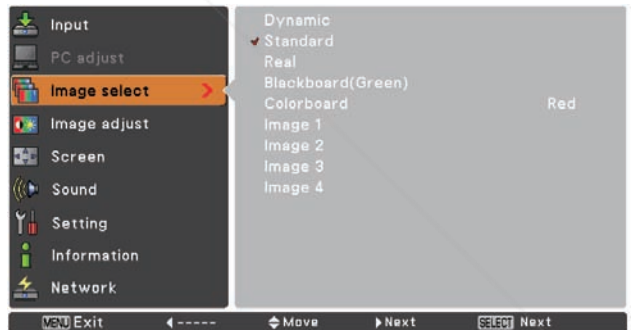 Input
PC adjust
Image select
Image adjust
Screen
Sound
Setting
Information
Network
Dynamic
Standard
Real
Blackboard(Green)
Colorboard Red
Image 1
Image 2
Image 3
Image 4
MENU Exit ----- Move Next SELECT Next